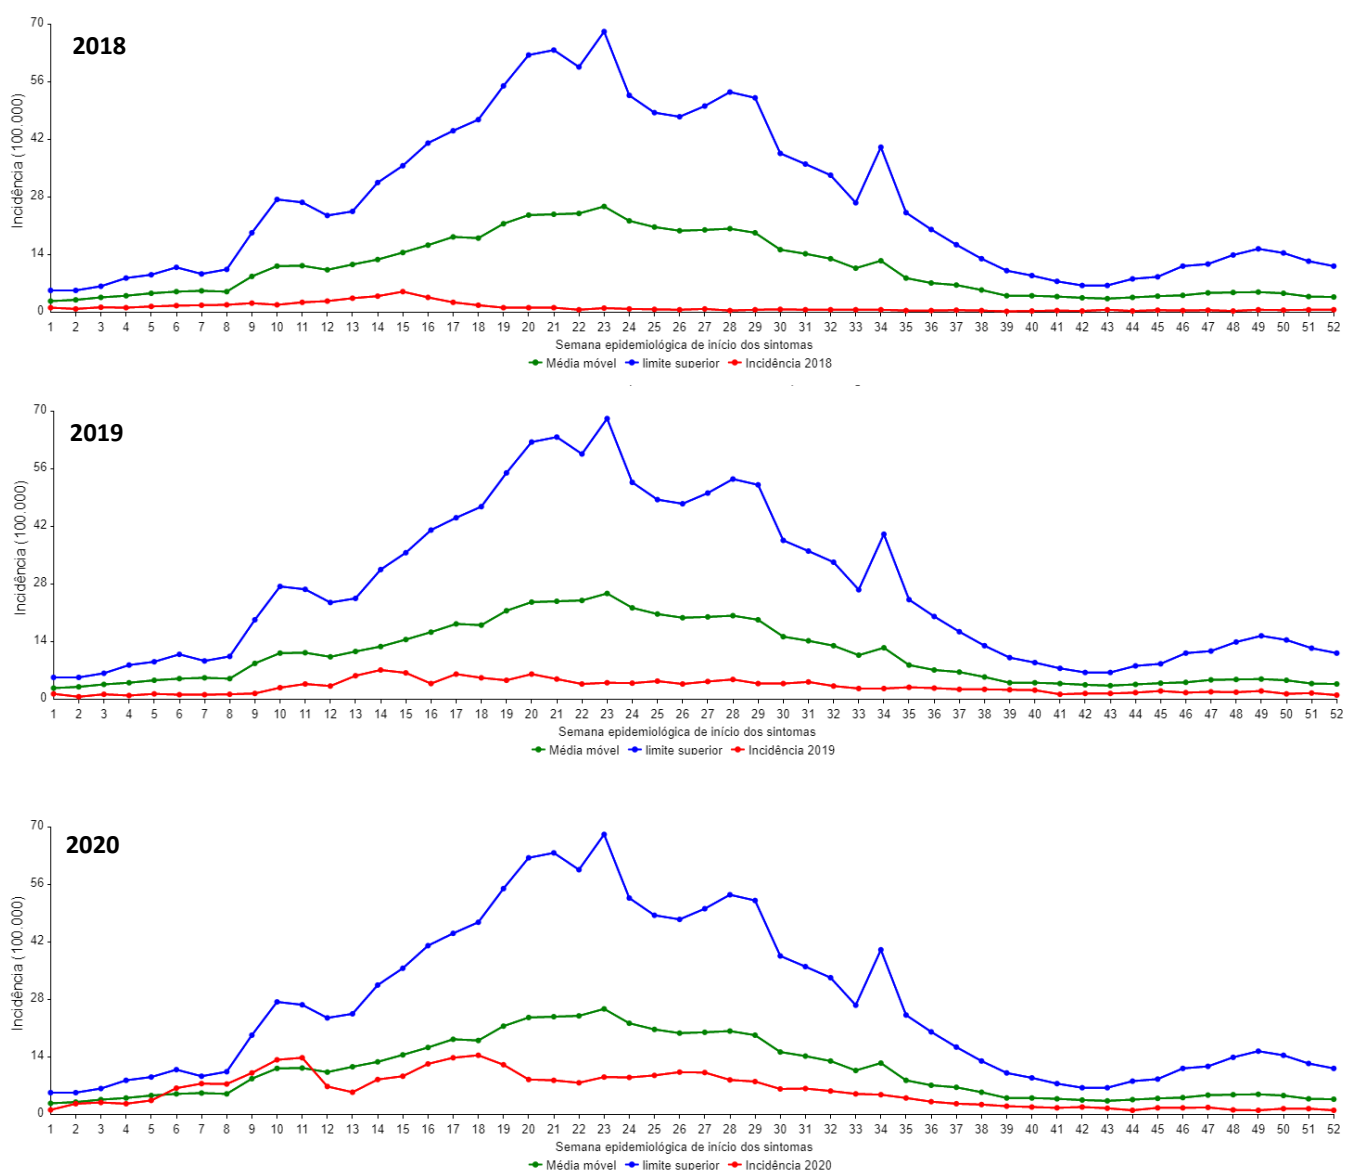 2018
Incidência (100.000)
70
56
42
28
14
0
1 2 3 4 5 6 7 8 9 10 11 12 13 14 15 16 17 18 19 20 21 22 23 24 25 26 27 28 29 30 31 32 33 34 35 36 37 38 39 40 41 42 43 44 45 46 47 48 49 50 51 52
Semana epidemiológica de início dos sintomas
Média móvel limite superior Incidência 2018
2019
Incidência (100.000)
70
56
42
28
14
0
1 2 3 4 5 6 7 8 9 10 11 12 13 14 15 16 17 18 19 20 21 22 23 24 25 26 27 28 29 30 31 32 33 34 35 36 37 38 39 40 41 42 43 44 45 46 47 48 49 50 51 52
Semana epidemiológica de início dos sintomas
Média móvel limite superior Incidência 2019
2020
Incidência (100.000)
70
56
42
28
14
0
1 2 3 4 5 6 7 8 9 10 11 12 13 14 15 16 17 18 19 20 21 22 23 24 25 26 27 28 29 30 31 32 33 34 35 36 37 38 39 40 41 42 43 44 45 46 47 48 49 50 51 52
Semana epidemiológica de início dos sintomas
Média móvel limite superior Incidência 2020